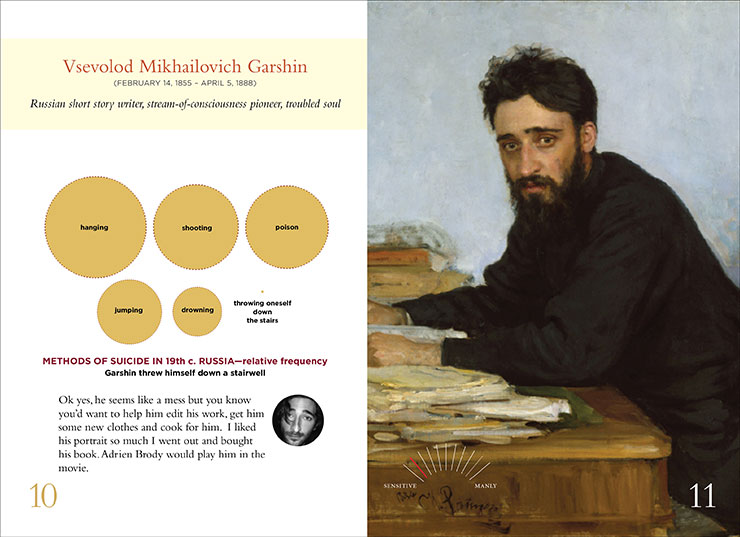 Vsevolod Mikhailovich Garshin
(FEBRUARY 14, 1855 – APRIL 5, 1888)
Russian short story writer, stream-of-consciousness pioneer, troubled soul
hanging
shooting
poison
jumping
drowning
throwing oneself
down
the stairs
METHODS OF SUICIDE IN 19th c. RUSSIA—relative frequency
Garshin threw himself down a stairwell
Ok yes, he seems like a mess but you know
you'd want to help him edit his work, get him
some new clothes and cook for him.  I liked
his portrait so much I went out and bought
his book. Adrien Brody would play him in the
movie.
10
SENSITIVE
MANLY
11